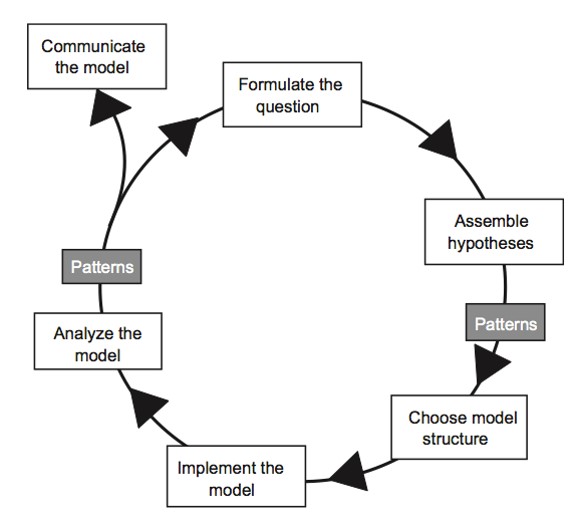 Communicate
the model
Formulate the
question
Assemble
hypotheses
Patterns
Patterns
Analyze the
model
Choose model
structure
Implement the
model